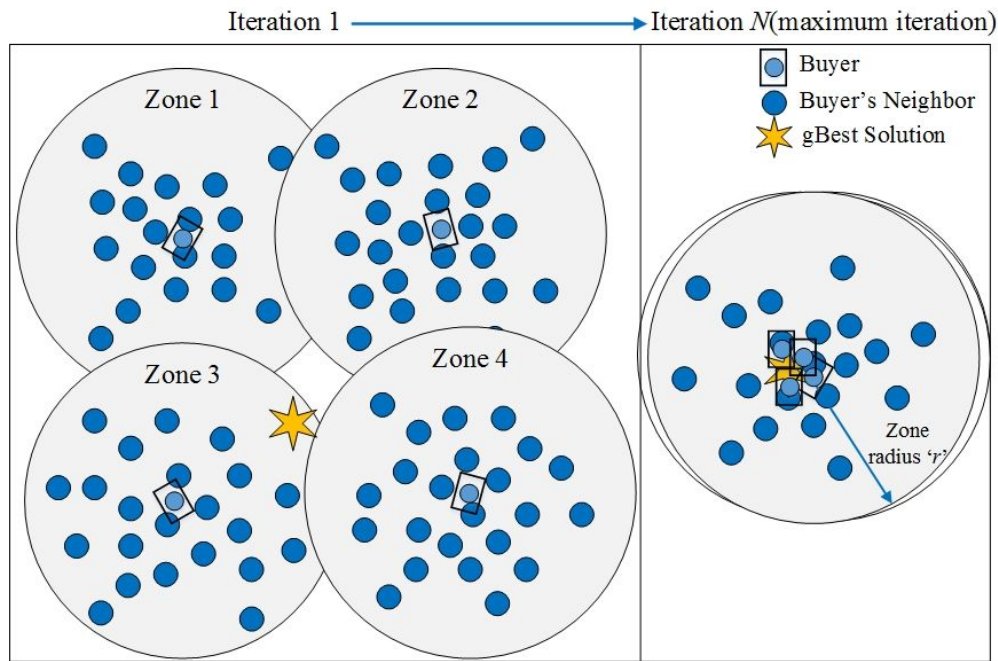 Iteration 1
Iteration N(maximum iteration)
Buyer
Buyer’s Neighbor
gBest Solution
Zone 1
Zone 2
Zone 3
Zone 4
Zone
radius ‘r’